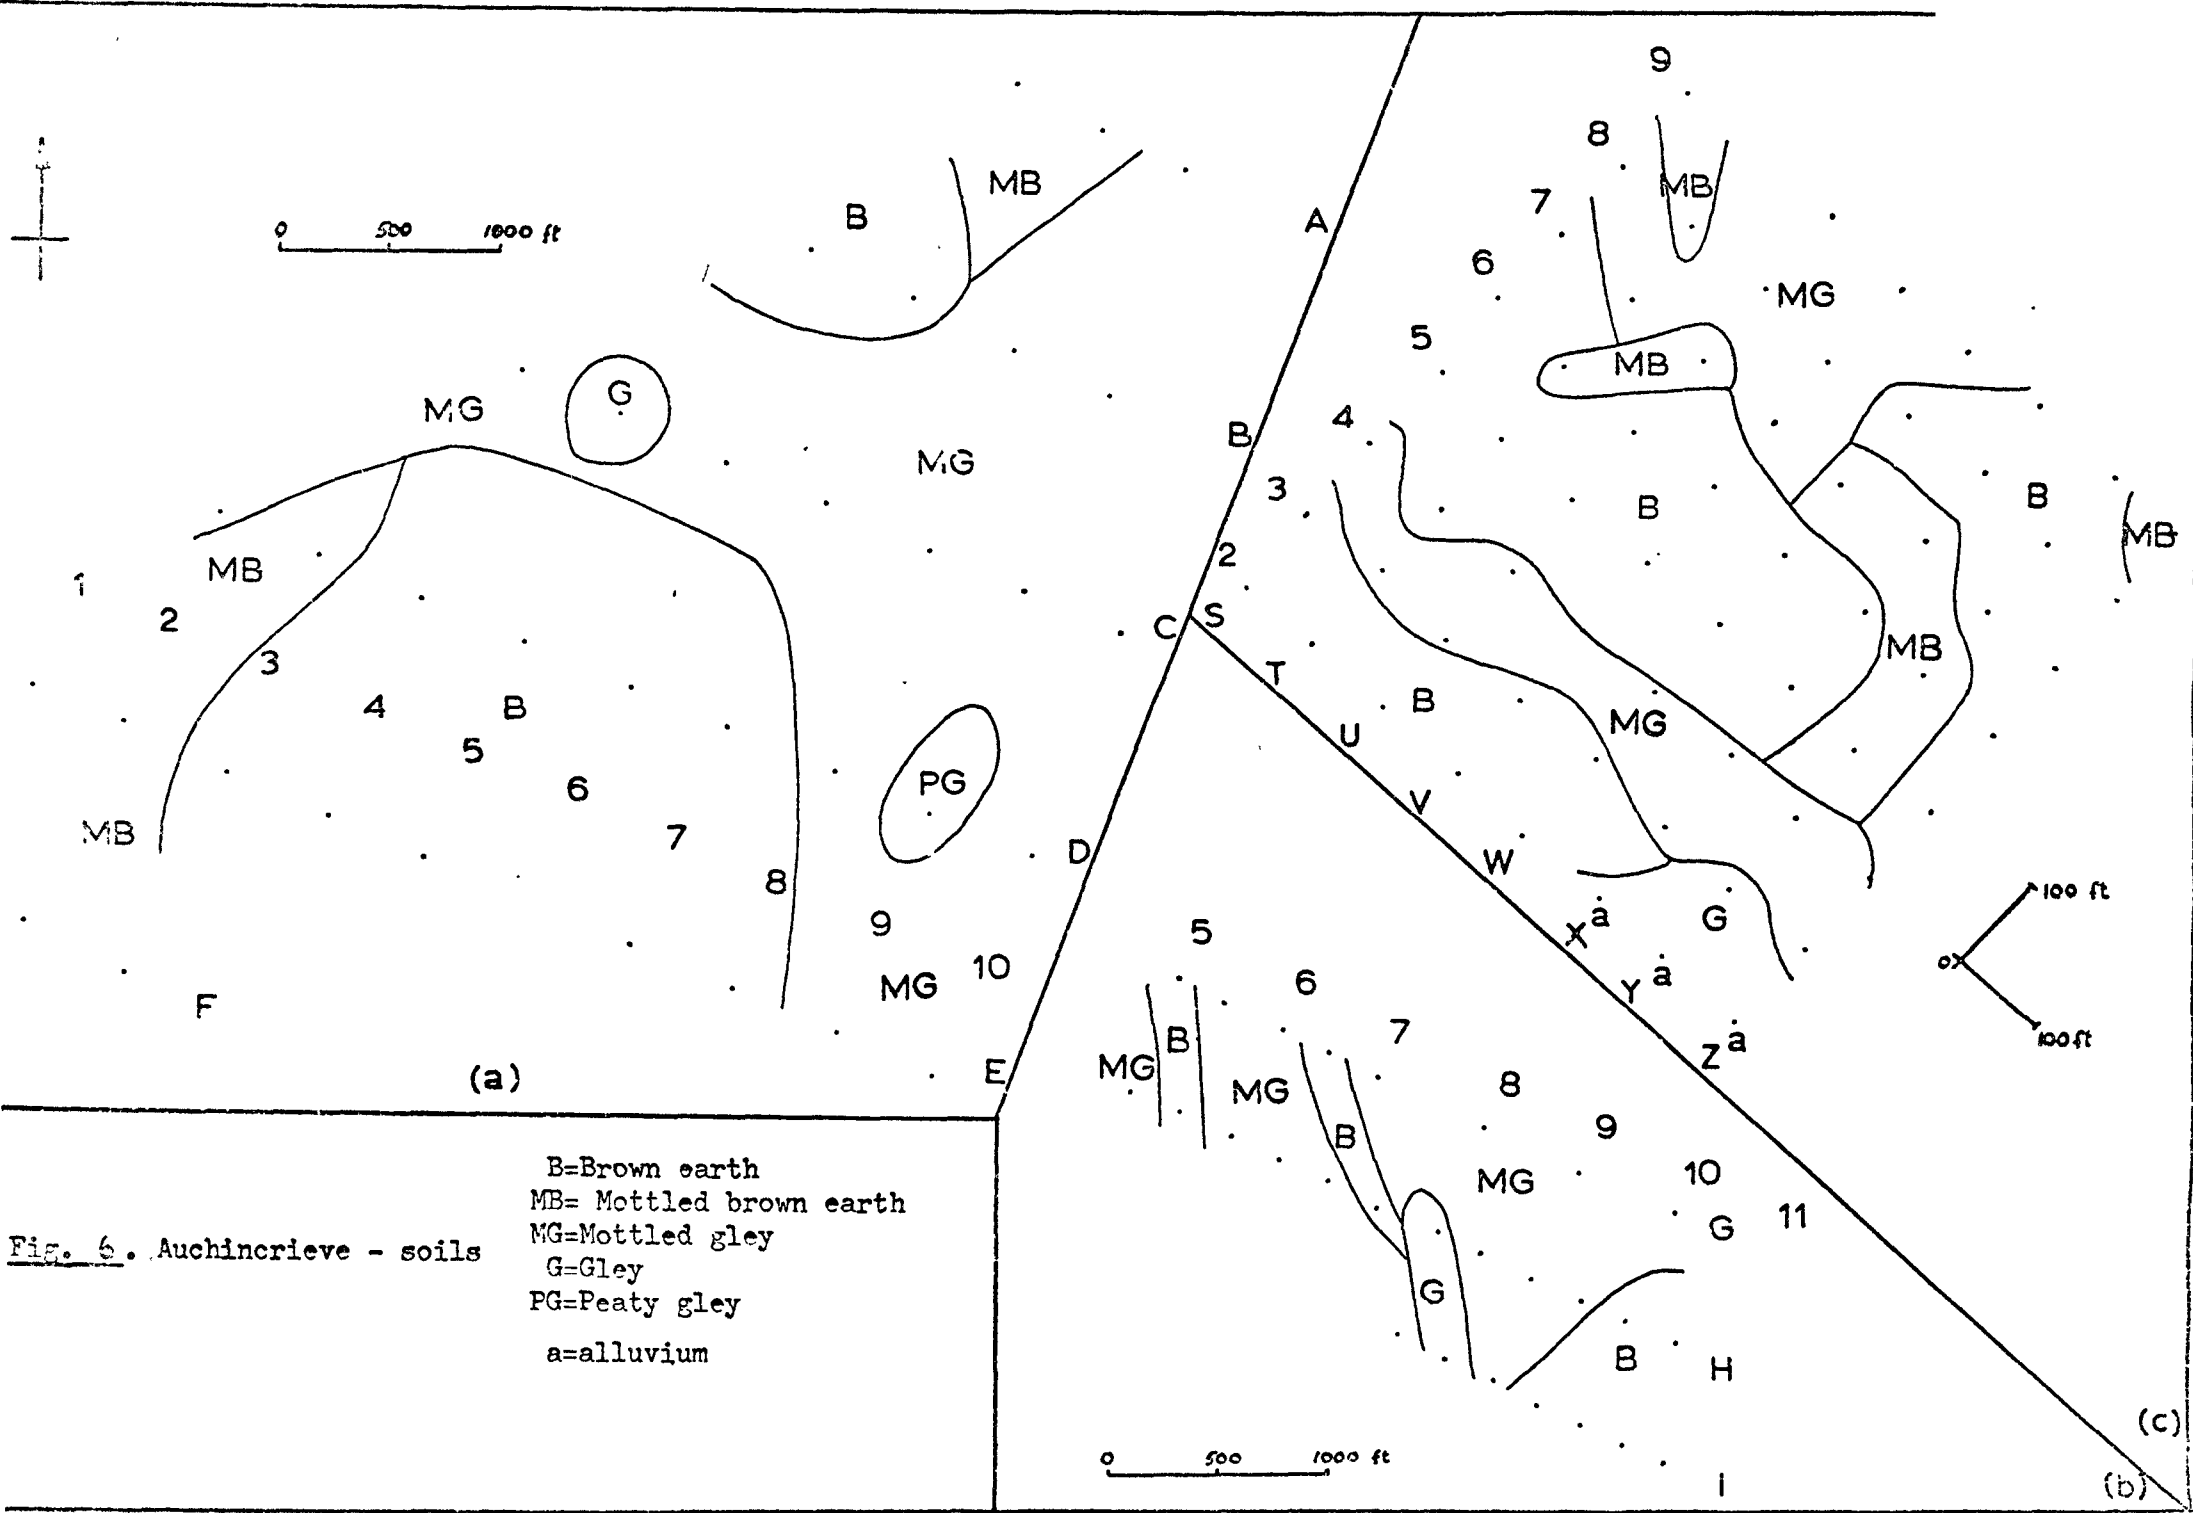 0 500 1000 ft
B
MB
G
MG
MG
MB
1
2
3
4
B
5
6
7
8
PG
MB
9
10
MG
F
(a)
A
B
C
D
E
9
8
MB
7
6
MG
5
MB
4
3
B
B
MB
2
S
MB
T
B
MG
U
V
W
a
G
X
a
Y
a
Z
100 ft
0
100 ft
(c)
5
6
7
B
MG
MG
8
B
9
MG
10
G
11
G
B
H
0 500 1000 ft
I
(b)
Fig. 6. Auchincrieve - soils
B=Brown earth
MB= Mottled brown earth
MG=Mottled gley
G=Gley
PG=Peaty gley
a=alluvium